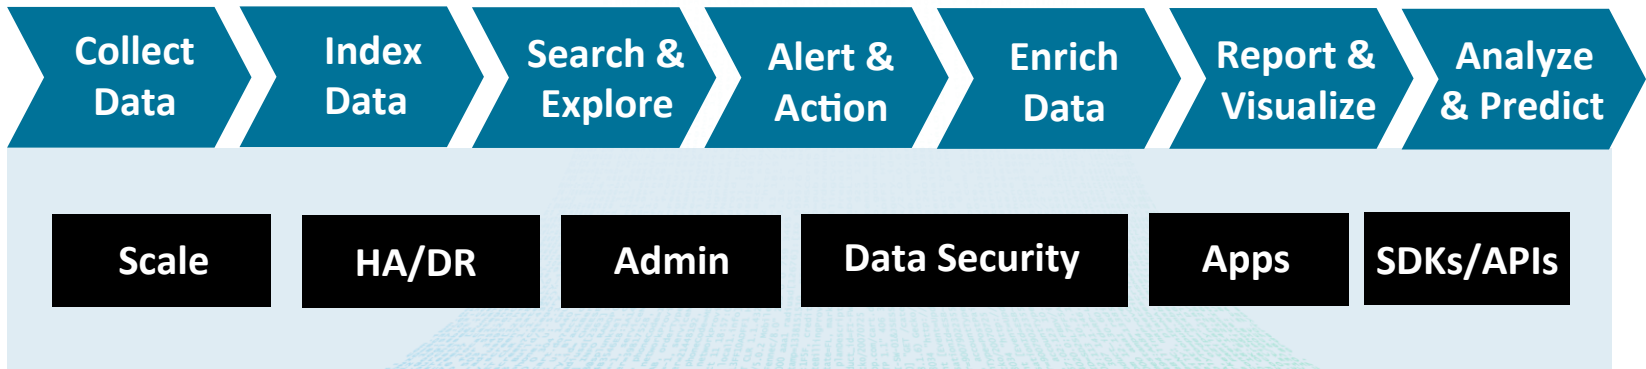 Collect
Data
Index
Data
Search &
Explore
Alert &
Action
Enrich
Data
Report &
Visualize
Analyze
& Predict
Scale
HA/DR
Admin
Data Security
Apps
SDKs/APIs